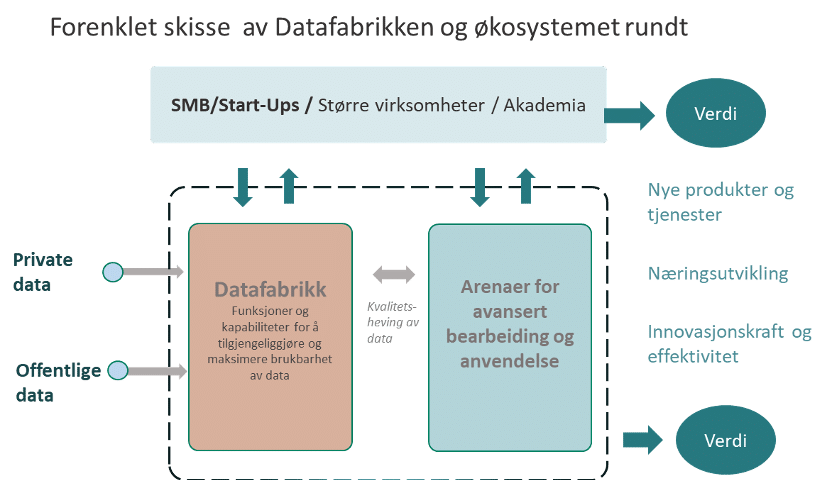 Forenklet skisse av Datafabrikken og økosystemet rundt
SMB/Start-Ups / Større virksomheter / Akademia
Verdi
Nye produkter og
tjenester
Næringsutvikling
Innovasjonskraft og
effektivitet
Private
data
Offentlige
data
Datafabrikk
Funksjoner og
kapabiliteter for å
tilgjengeliggjøre og
maksimere brukbarhet
av data
Kvalitets-
heving av
data
Arenaer for
avansert
bearbeiding og
anvendelse
Verdi